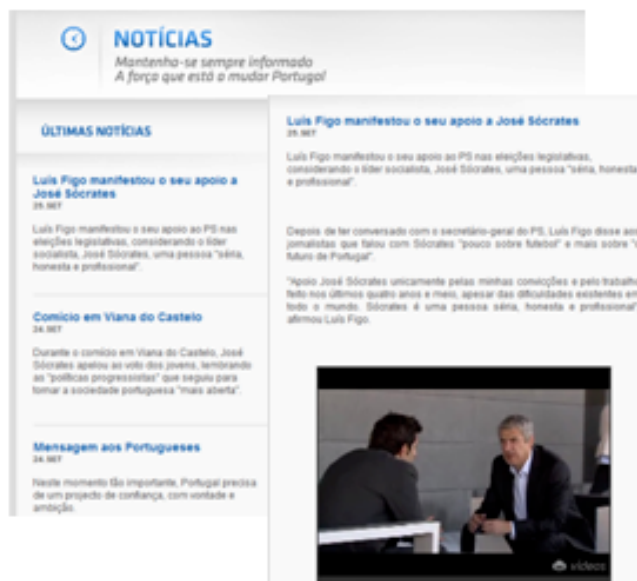 NOTÍCIAS
Mantenha-se sempre informado
A força que está a mudar Portugal
ÚLTIMAS NOTÍCIAS
Luís Figo manifestou o seu apoio a
José Sócrates
25.SET
Luís Figo manifestou o seu apoio ao PS nas
eleições legislativas, considerando o líder
socialista, José Sócrates, uma pessoa "séria,
honesta e profissional".
Comício em Viana do Castelo
24.SET
Durante o comício em Viana do Castelo, José
Sócrates apelou ao voto dos jovens, lembrando
as "políticas progressistas" que seguiu para
tornar a sociedade portuguesa "mais aberta".
Mensagem aos Portugueses
24.SET
Neste momento tão importante, Portugal precisa
de um projecto de confiança, com vontade e
ambição.
Luís Figo manifestou o seu apoio a José Sócrates
25.SET
Luís Figo manifestou o seu apoio ao PS nas eleições legislativas,
considerando o líder socialista, José Sócrates, uma pessoa "séria, honesta
e profissional".
Depois de ter conversado com o secretário-geral do PS, Luís Figo disse aos
jornalistas que falou com Sócrates "pouco sobre futebol" e mais sobre "o
futuro de Portugal".
"Apoio José Sócrates unicamente pelas minhas convicções e pelo trabalho
feito nos últimos quatro anos e meio, apesar das dificuldades existentes em
todo o mundo. Sócrates é uma pessoa séria, honesta e profissional"
afirmou Luís Figo.
vídeos